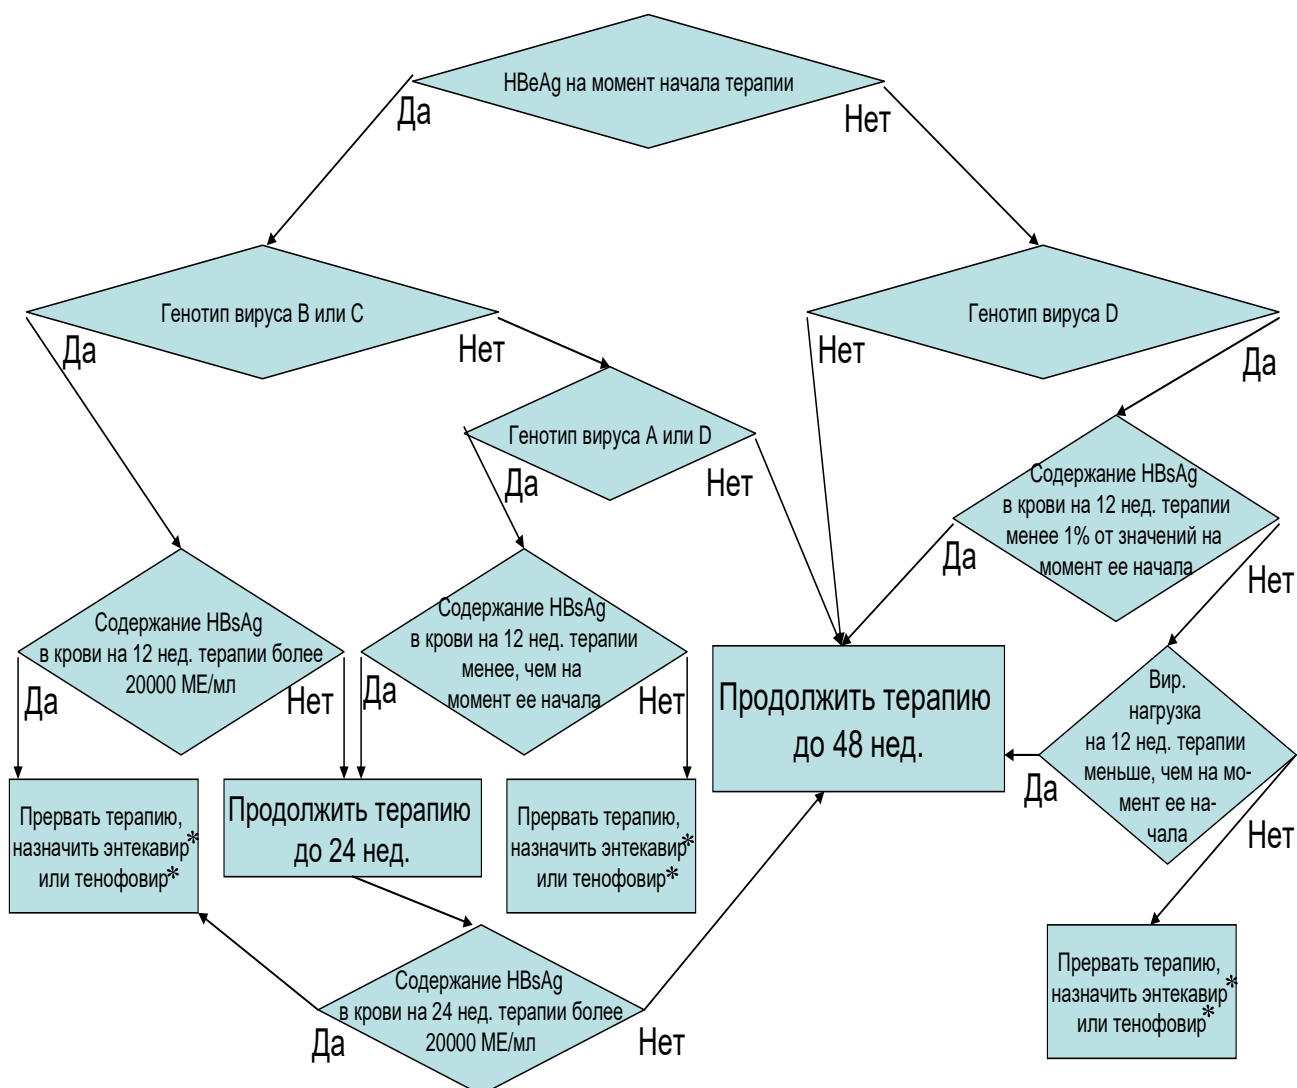 HBeAg на момент начала терапии
Да
Нет
Генотип вируса B или C
Генотип вируса D
Да
Нет
Нет
Да
Генотип вируса A или D
Да
Нет
Содержание HBsAg
в крови на 12 нед. терапии
менее 1% от значений на
момент ее начала
Да
Нет
Содержание HBsAg
в крови на 12 нед. терапии более
20000 МЕ/мл
Да
Нет
Содержание HBsAg
в крови на 12 нед. терапии
менее, чем на
момент ее начала
Да
Нет
Продолжить терапию
до 48 нед.
Вир.
нагрузка
на 12 нед. терапии
меньше, чем на мо-
мент ее на-
чала
Да
Нет
Прервать терапию,
назначить энтекавир*
или тенофовир*
Продолжить терапию
до 24 нед.
Прервать терапию,
назначить энтекавир*
или тенофовир*
Содержание HBsAg
в крови на 24 нед. терапии более
20000 МЕ/мл
Да
Нет
Прервать терапию,
назначить энтекавир*
или тенофовир*